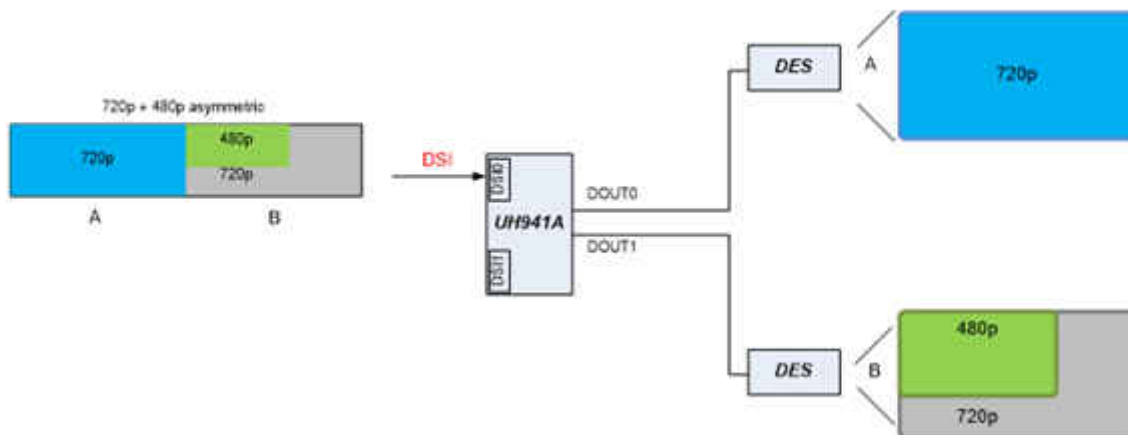 720p + 480p asymmetric
720p
480p
720p
A
B
DSI
DSI0
DSI1
UH941A
DOUT0
DOUT1
DES
A
720p
DES
B
480p
720p